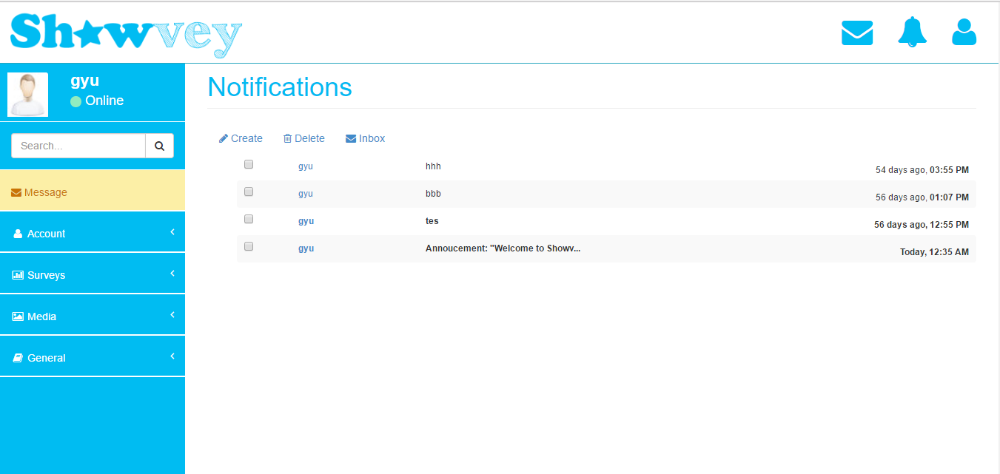 Showvey
gyu
Online
Search...
Message
Account
Surveys
Media
General
Notifications
Create Delete Inbox
gyu hhh 54 days ago, 03:55 PM
gyu bbb 56 days ago, 01:07 PM
gyu tes 56 days ago, 12:55 PM
gyu Annoucement: "Welcome to Showv... Today, 12:35 AM